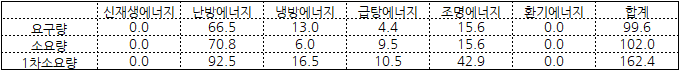 신재생에너지 난방에너지 냉방에너지 급탕에너지 조명에너지 환기에너지 합계
요구량 0.0 66.5 13.0 4.4 15.6 0.0 99.6
소요량 0.0 70.8 6.0 9.5 15.6 0.0 102.0
1차소요량 0.0 92.5 16.5 10.5 42.9 0.0 162.4